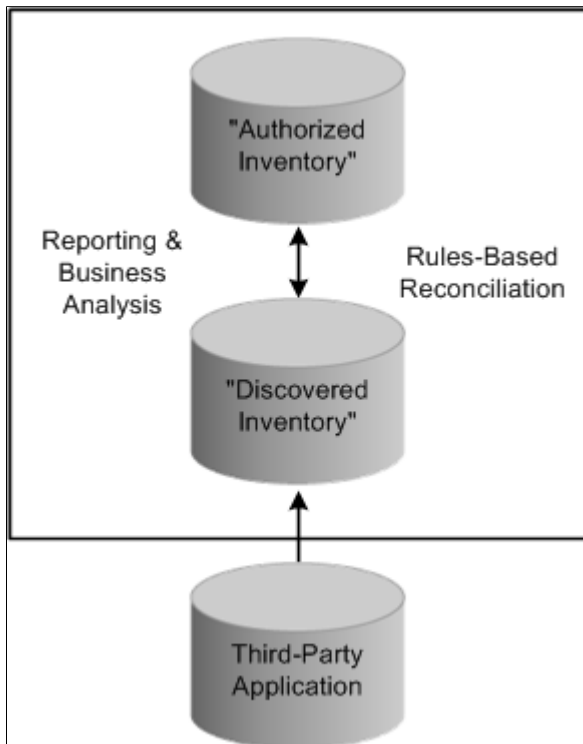 "Authorized
Inventory"
Reporting &
Business
Analysis
Rules-Based
Reconciliation
"Discovered
Inventory"
Third-Party
Application